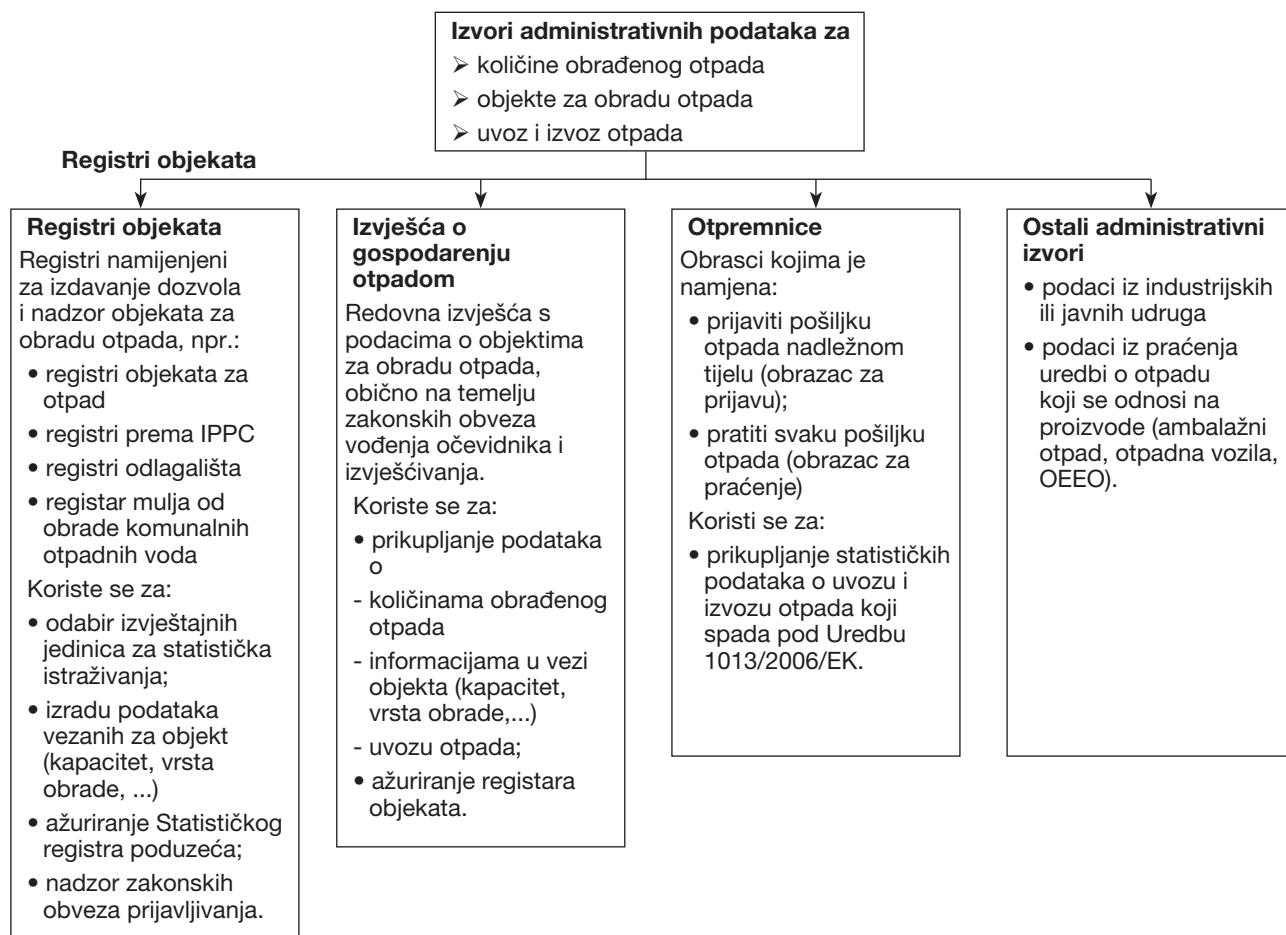 Izvori administrativnih podataka za
➢ količine obrađenog otpada
➢ objekte za obradu otpada
➢ uvoz i izvoz otpada
Registri objekata
Registri objekata
Registri namijenjeni
za izdavanje dozvola
i nadzor objekata za
obradu otpada, npr.:
• registri objekata za
otpad
• registri prema IPPC
• registri odlagališta
• registar mulja od
obrade komunalnih
otpadnih voda
Koriste se za:
• odabir izvještajnih
jedinica za statistička
istraživanja;
• izradu podataka
vezanih za objekt
(kapacitet, vrsta
obrade, ...)
• ažuriranje Statističkog
registra poduzeća;
• nadzor zakonskih
obveza prijavljivanja.
Izvješća o
gospodarenju
otpadom
Redovna izvješća s
podacima o objektima
za obradu otpada,
obično na temelju
zakonskih obveza
vođenja očevidnika i
izvješćivanja.
Koriste se za:
• prikupljanje podataka
o
- količinama obrađenog
otpada
- informacijama u vezi
objekta (kapacitet,
vrsta obrade,...)
- uvozu otpada;
• ažuriranje registara
objekata.
Otpremnice
Obrasci kojima je
namjena:
• prijaviti pošiljku
otpada nadležnom
tijelu (obrazac za
prijavu);
• pratiti svaku pošiljku
otpada (obrazac za
praćenje)
Koristi se za:
• prikupljanje statističkih
podataka o uvozu i
izvozu otpada koji
spada pod Uredbu
1013/2006/EK.
Ostali administrativni
izvori
• podaci iz industrijskih
ili javnih udruga
• podaci iz praćenja
uredbi o otpadu
koji se odnosi na
proizvode (ambalažni
otpad, otpadna vozila,
OEEO).